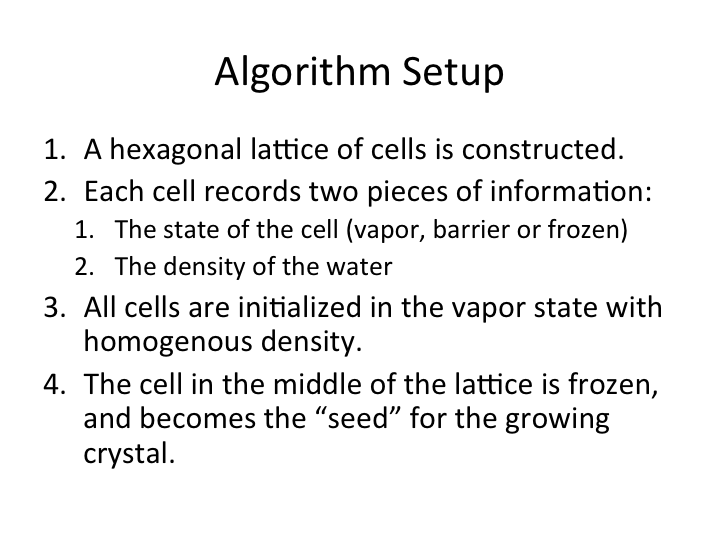 Algorithm Setup
1. A hexagonal lattice of cells is constructed.
2. Each cell records two pieces of information:
1. The state of the cell (vapor, barrier or frozen)
2. The density of the water
3. All cells are initialized in the vapor state with
homogenous density.
4. The cell in the middle of the lattice is frozen,
and becomes the “seed” for the growing
crystal.